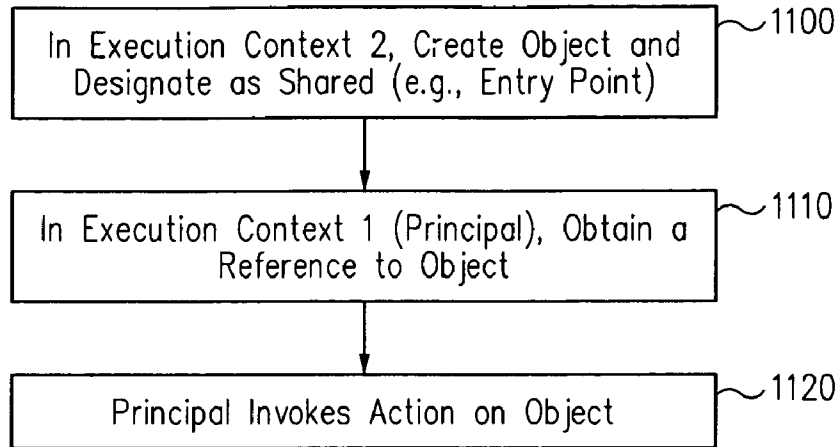 1100
In Execution Context 2, Create Object and
Designate as Shared (e.g., Entry Point)
1110
In Execution Context 1 (Principal), Obtain a
Reference to Object
1120
Principal Invokes Action on Object